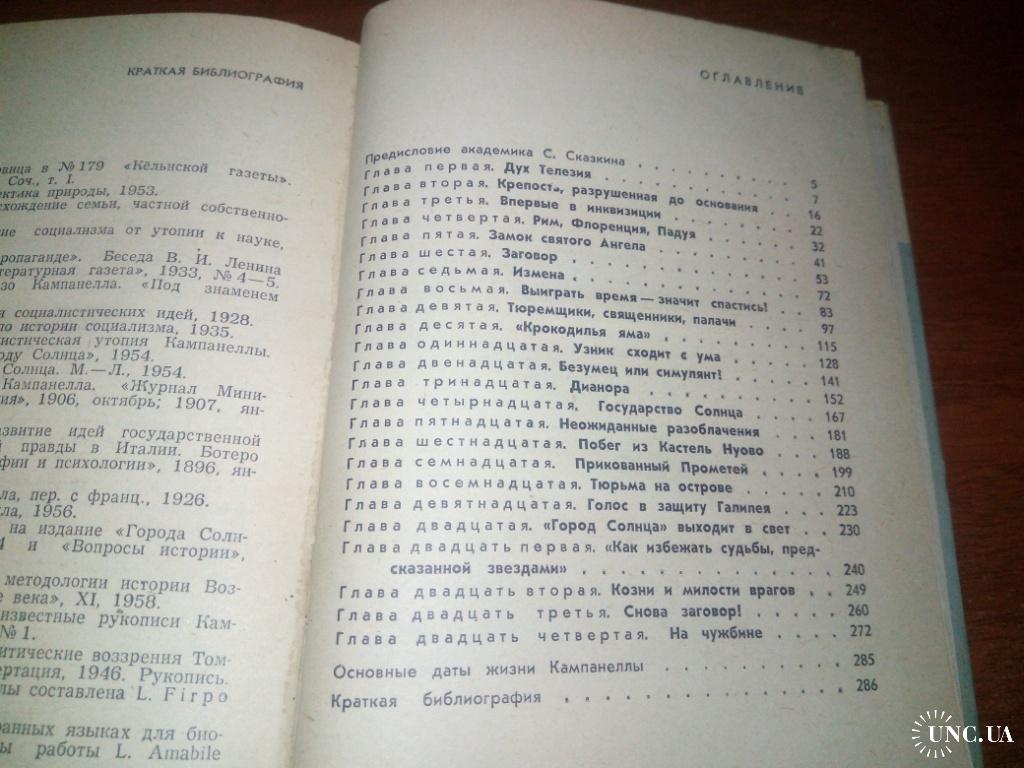 КРАТКАЯ БИБЛИОГРАФИЯ
в №179 «Кёльнской газеты».
Соч., т. I.
природы, 1953.
семьи, частной собственно-
социализма от утопии к науке,
Беседа В. И. Ленина
газета», 1933, №4—5.
Кампанелла. «Под знаменем
социалистических идей, 1928.
по истории социализма, 1935.
утопия Кампанеллы.
Солнца», 1954.
Солнца. М.—Л., 1954.
Кампанелла. «Журнал Мини-
1906, октябрь; 1907, ян-
идей государственной
правды в Италии. Ботеро
и психологии», 1896, ян-
пер. с франц., 1926.
1956.
на издание «Города Солн-
и «Вопросы истории»,
методологии истории Воз-
века», XI, 1958.
рукописи Кам-
№1.
воззрения Том-
1946. Рукопись.
составлена L. Firpo
языках для био-
работы L. Amabile
ОГЛАВЛЕНИЕ
Предисловие академика С. Сказкина . . . . . . . . 5
Глава первая. Дух Телезия . . . . . . . . 7
Глава вторая. Крепость, разрушенная до основания . . . 16
Глава третья. Впервые в инквизиции . . . . . . . 22
Глава четвертая. Рим, Флоренция, Падуя . . . . . . 32
Глава пятая. Замок святого Ангела . . . . . . . . 41
Глава шестая. Заговор . . . . . . . . . . 53
Глава седьмая. Измена . . . . . . . . . . 72
Глава восьмая. Выиграть время — значит спастись! . . 83
Глава девятая. Тюремщики, священники, палачи . . . . 97
Глава десятая. «Крокодилья яма» . . . . . . . 115
Глава одиннадцатая. Узник сходит с ума . . . . . 128
Глава двенадцатая. Безумец или симулянт! . . . . . 141
Глава тринадцатая. Дианора . . . . . . . . 152
Глава четырнадцатая. Государство Солнца . . . . 167
Глава пятнадцатая. Неожиданные разоблачения . . . 181
Глава шестнадцатая. Побег из Кастель Нуово . . . 188
Глава семнадцатая. Прикованный Прометей . . . . 199
Глава восемнадцатая. Тюрьма на острове . . . . . 210
Глава девятнадцатая. Голос в защиту Галилея . . . 223
Глава двадцатая. «Город Солнца» выходит в свет . . . 230
Глава двадцать первая. «Как избежать судьбы, пред-
сказанной звездами» . . . . . . . . . . . . 240
Глава двадцать вторая. Козни и милости врагов . . 249
Глава двадцать третья. Снова заговор! . . . . . 260
Глава двадцать четвертая. На чужбине . . . . . 272
Основные даты жизни Кампанеллы . . . . . . . . 285
Краткая библиография . . . . . . . . . . . . 286
UNC.UA